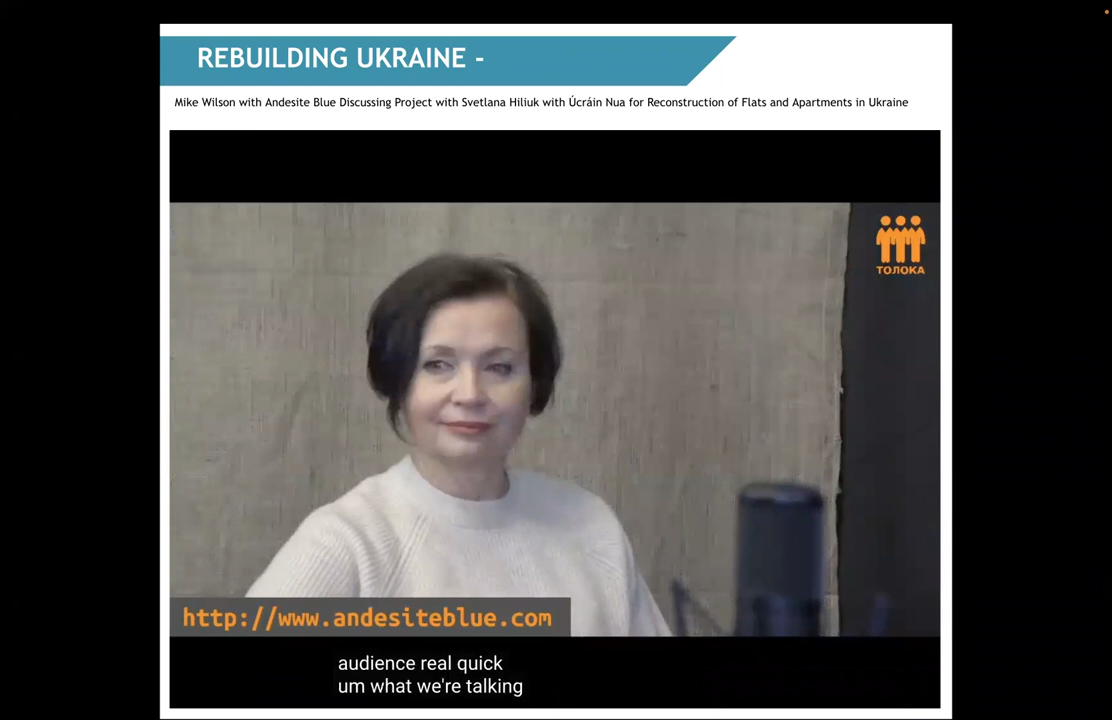 REBUILDING UKRAINE -
Mike Wilson with Andesite Blue Discussing Project with Svetlana Hiliuk with Úcráin Nua for Reconstruction of Flats and Apartments in Ukraine
ТОЛОКА
http://www.andesiteblue.com
audience real quick
um what we're talking